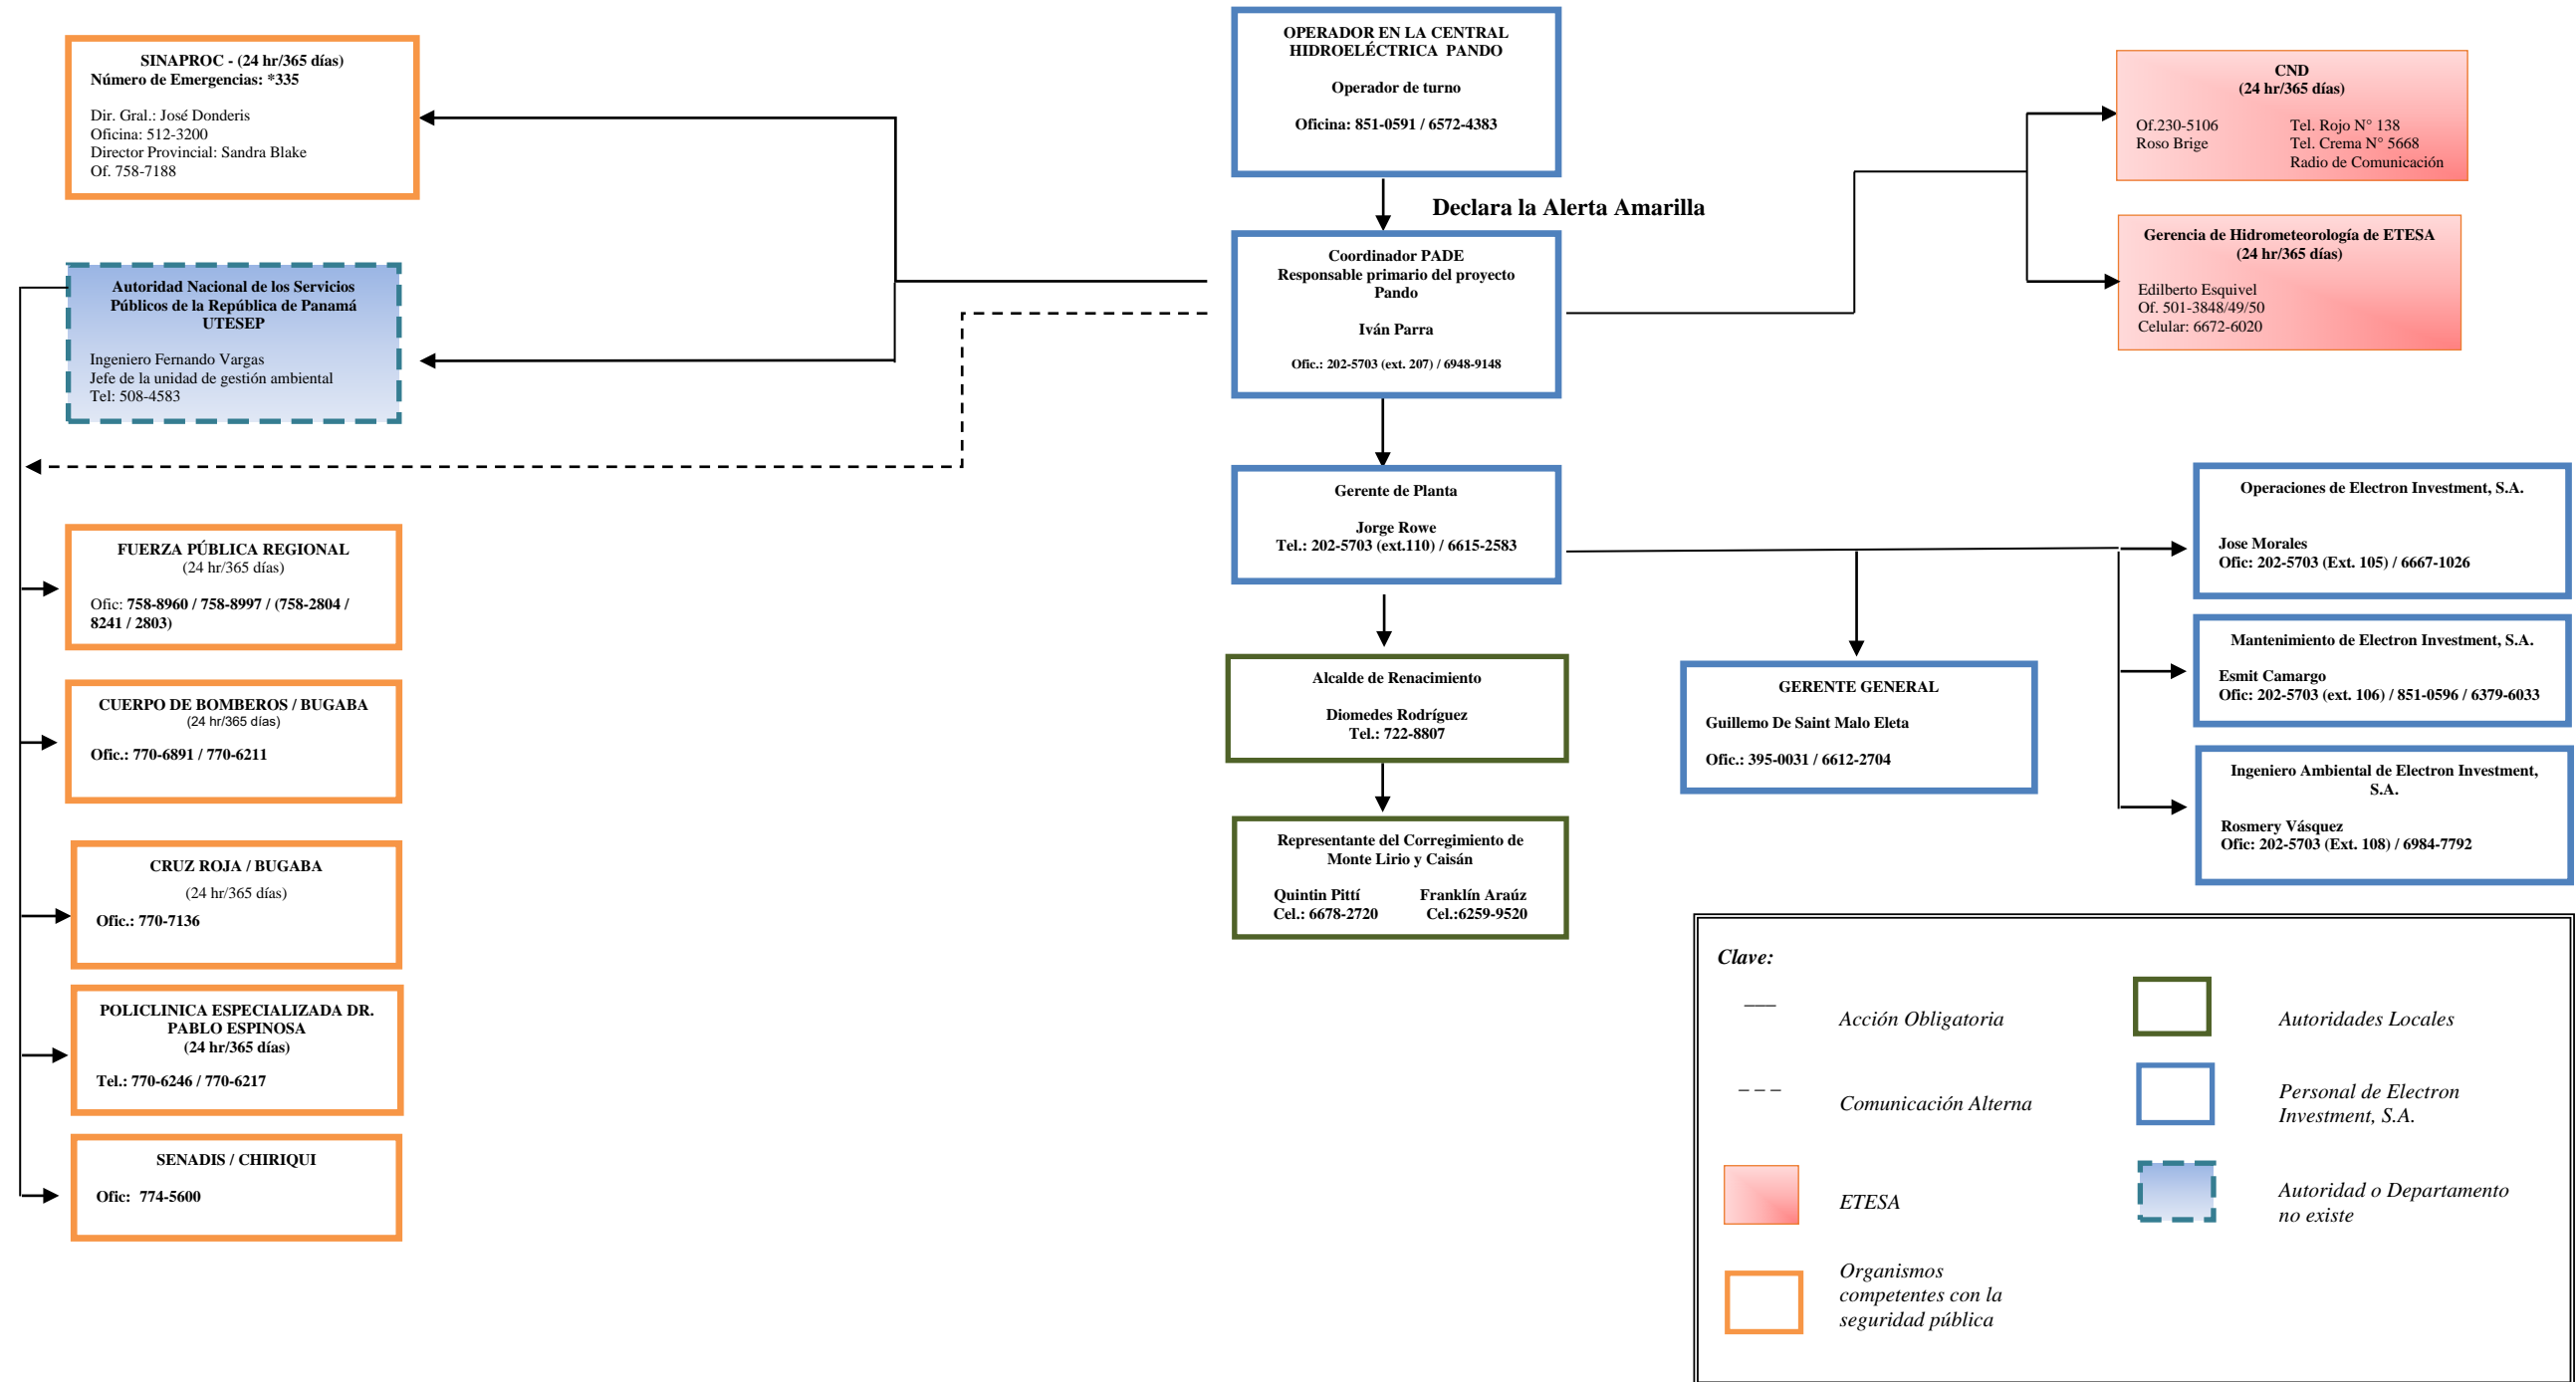 SINAPROC - (24 hr/365 días)
Número de Emergencias: *335
Dir. Gral.: José Donderis
Oficina: 512-3200
Director Provincial: Sandra Blake
Of. 758-7188
Autoridad Nacional de los Servicios
Públicos de la República de Panamá
UTESEP
Ingeniero Fernando Vargas
Jefe de la unidad de gestión ambiental
Tel: 508-4583
FUERZA PÚBLICA REGIONAL
(24 hr/365 días)
Ofic: 758-8960 / 758-8997 / (758-2804 /
8241 / 2803)
CUERPO DE BOMBEROS / BUGABA
(24 hr/365 días)
Ofic.: 770-6891 / 770-6211
CRUZ ROJA / BUGABA
(24 hr/365 días)
Ofic.: 770-7136
POLICLINICA ESPECIALIZADA DR.
PABLO ESPINOSA
(24 hr/365 días)
Tel.: 770-6246 / 770-6217
SENADIS / CHIRIQUI
Ofic: 774-5600
OPERADOR EN LA CENTRAL
HIDROELÉCTRICA PANDO
Operador de turno
Oficina: 851-0591 / 6572-4383
Declara la Alerta Amarilla
Coordinador PADE
Responsable primario del proyecto
Pando
Iván Parra
Ofic.: 202-5703 (ext. 207) / 6948-9148
Gerente de Planta
Jorge Rowe
Tel.: 202-5703 (ext.110) / 6615-2583
Alcalde de Renacimiento
Diomedes Rodríguez
Tel.: 722-8807
Representante del Corregimiento de
Monte Lirio y Caisán
Quintin Pittí Franklín Araúz
Cel.: 6678-2720 Cel.:6259-9520
GERENTE GENERAL
Guillemo De Saint Malo Eleta
Ofic.: 395-0031 / 6612-2704
CND
(24 hr/365 días)
Of.230-5106 Tel. Rojo N° 138
Roso Brige Tel. Crema N° 5668
Radio de Comunicación
Gerencia de Hidrometeorología de ETESA
(24 hr/365 días)
Edilberto Esquivel
Of. 501-3848/49/50
Celular: 6672-6020
Operaciones de Electron Investment, S.A.
Jose Morales
Ofic: 202-5703 (Ext. 105) / 6667-1026
Mantenimiento de Electron Investment, S.A.
Esmit Camargo
Ofic: 202-5703 (ext. 106) / 851-0596 / 6379-6033
Ingeniero Ambiental de Electron Investment,
S.A.
Rosmery Vásquez
Ofic: 202-5703 (Ext. 108) / 6984-7792
Clave:
Acción Obligatoria
Comunicación Alterna
ETESA
Organismos
competentes con la
seguridad pública
Autoridades Locales
Personal de Electron
Investment, S.A.
Autoridad o Departamento
no existe